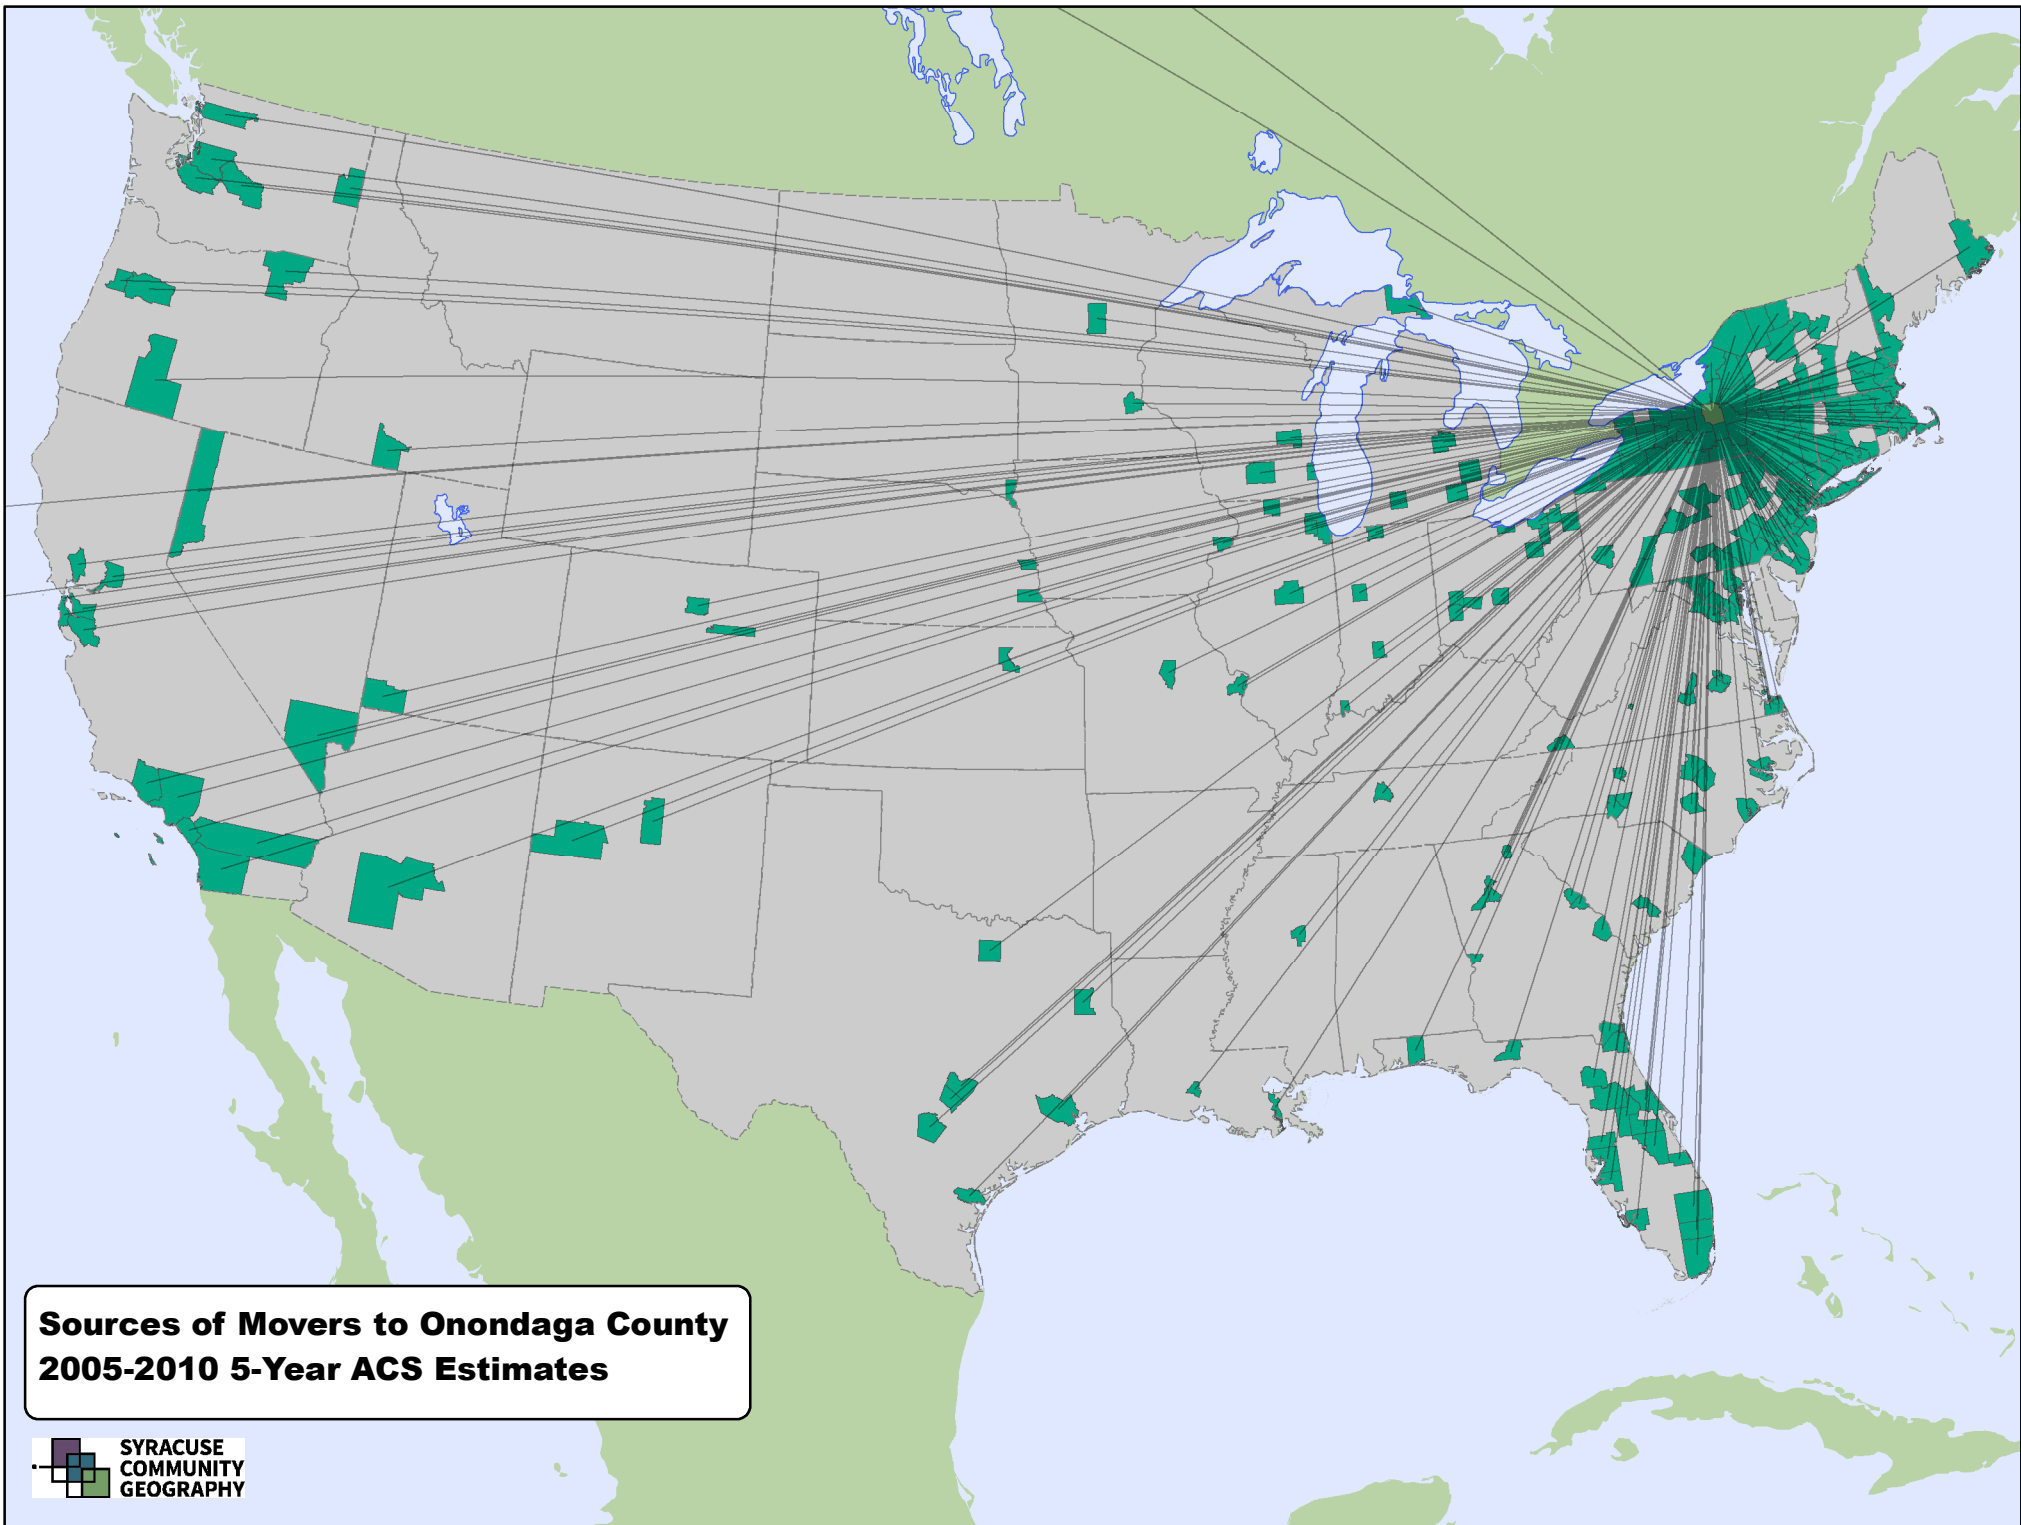 Sources of Movers to Onondaga County
2005-2010 5-Year ACS Estimates
SYRACUSE
COMMUNITY
GEOGRAPHY